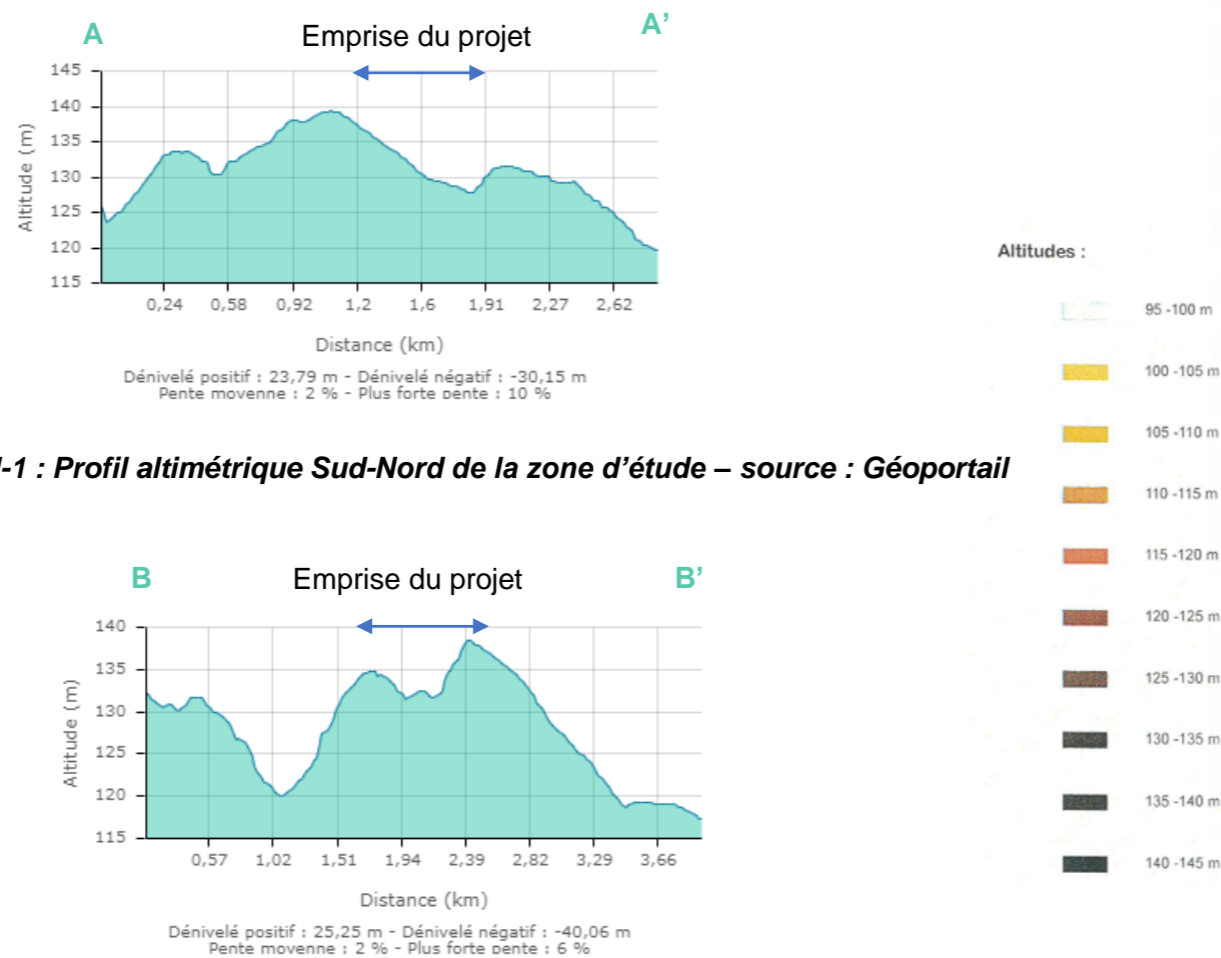 A
Emprise du projet
A’
145
140
135
130
125
120
115
Altitude (m)
0,24 0,58 0,92 1,2 1,6 1,91 2,27 2,62
Distance (km)
Dénivelé positif : 23,79 m - Dénivelé négatif : -30,15 m
Pente moyenne : 2 % - Plus forte pente : 10 %
-1 : Profil altimétrique Sud-Nord de la zone d’étude – source : Géoportail
B
Emprise du projet
B’
140
135
130
125
120
115
Altitude (m)
0,57 1,02 1,51 1,94 2,39 2,82 3,29 3,66
Distance (km)
Dénivelé positif : 25,25 m - Dénivelé négatif : -40,06 m
Pente moyenne : 2 % - Plus forte pente : 6 %
Altitudes :
95 -100 m
100 -105 m
105 -110 m
110 -115 m
115 -120 m
120 -125 m
125 -130 m
130 -135 m
135 -140 m
140 -145 m